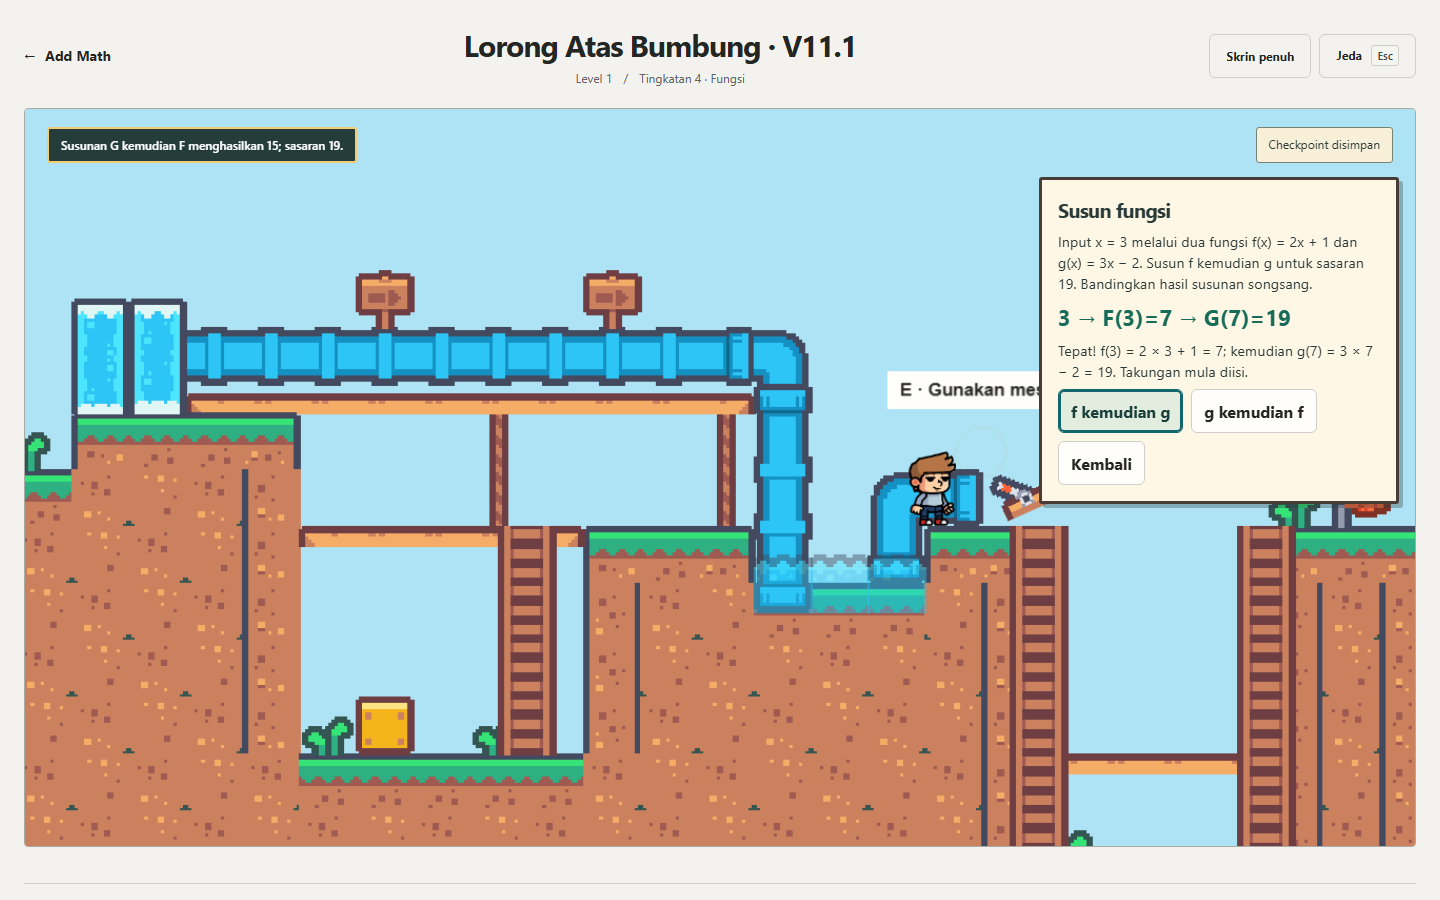 ← Add Math
Lorong Atas Bumbung · V11.1
Level 1 / Tingkatan 4 · Fungsi
Skrin penuh
Jeda Esc
Susunan G kemudian F menghasilkan 15; sasaran 19.
Checkpoint disimpan
Susun fungsi
Input x = 3 melalui dua fungsi f(x) = 2x + 1 dan
g(x) = 3x − 2. Susun f kemudian g untuk sasaran
19. Bandingkan hasil susunan songsang.
3 → F(3)=7 → G(7)=19
Tepat! f(3) = 2 × 3 + 1 = 7; kemudian g(7) = 3 × 7
− 2 = 19. Takungan mula diisi.
f kemudian g
g kemudian f
Kembali
E · Gunakan